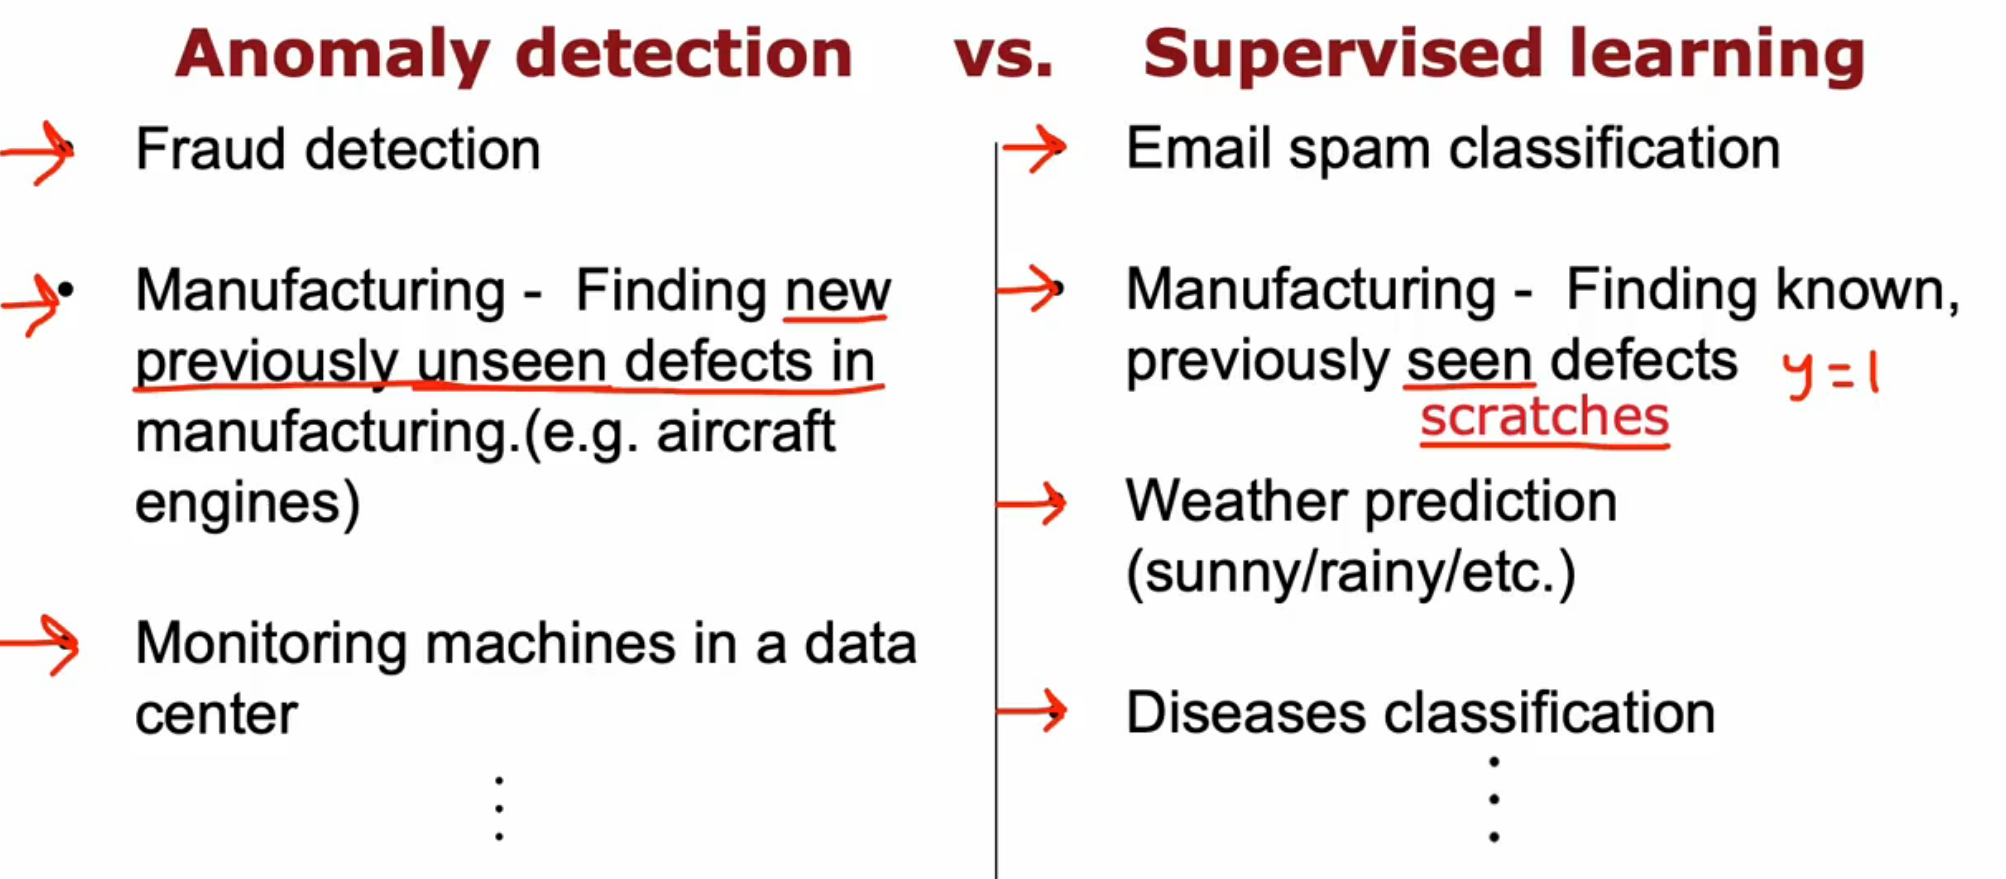 Anomaly detection vs. Supervised learning
• Fraud detection
• Manufacturing - Finding new
previously unseen defects in
manufacturing.(e.g. aircraft
engines)
• Monitoring machines in a data
center
⋮
• Email spam classification
• Manufacturing - Finding known,
previously seen defects y=1
scratches
• Weather prediction
(sunny/rainy/etc.)
• Diseases classification
⋮